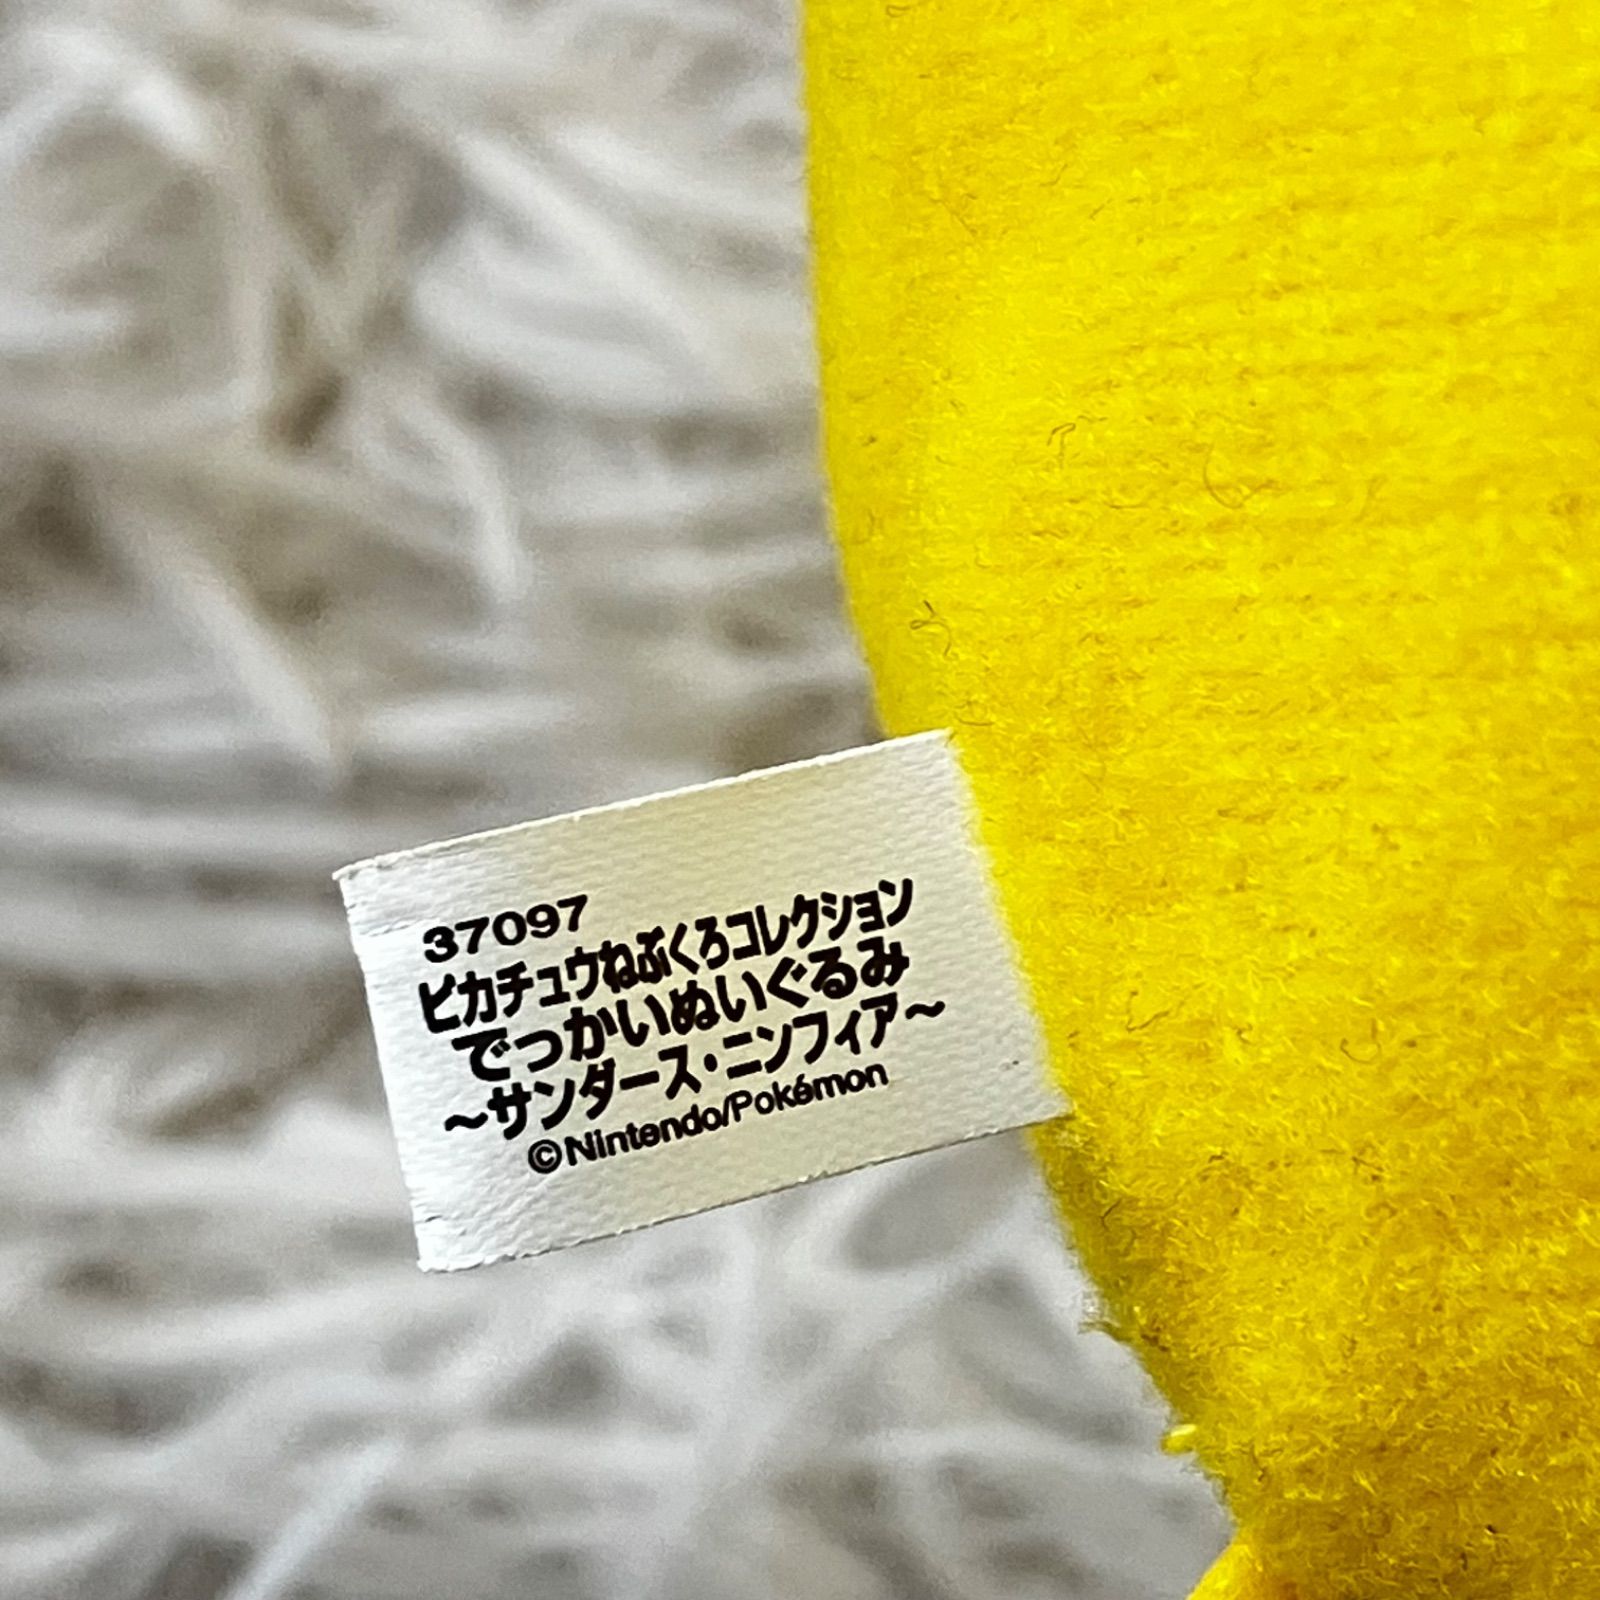 37097
ピカチュウねぶくろコレクション
でっかいぬいぐるみ
～サンダース・ニンフィア～
©Nintendo/Pokémon